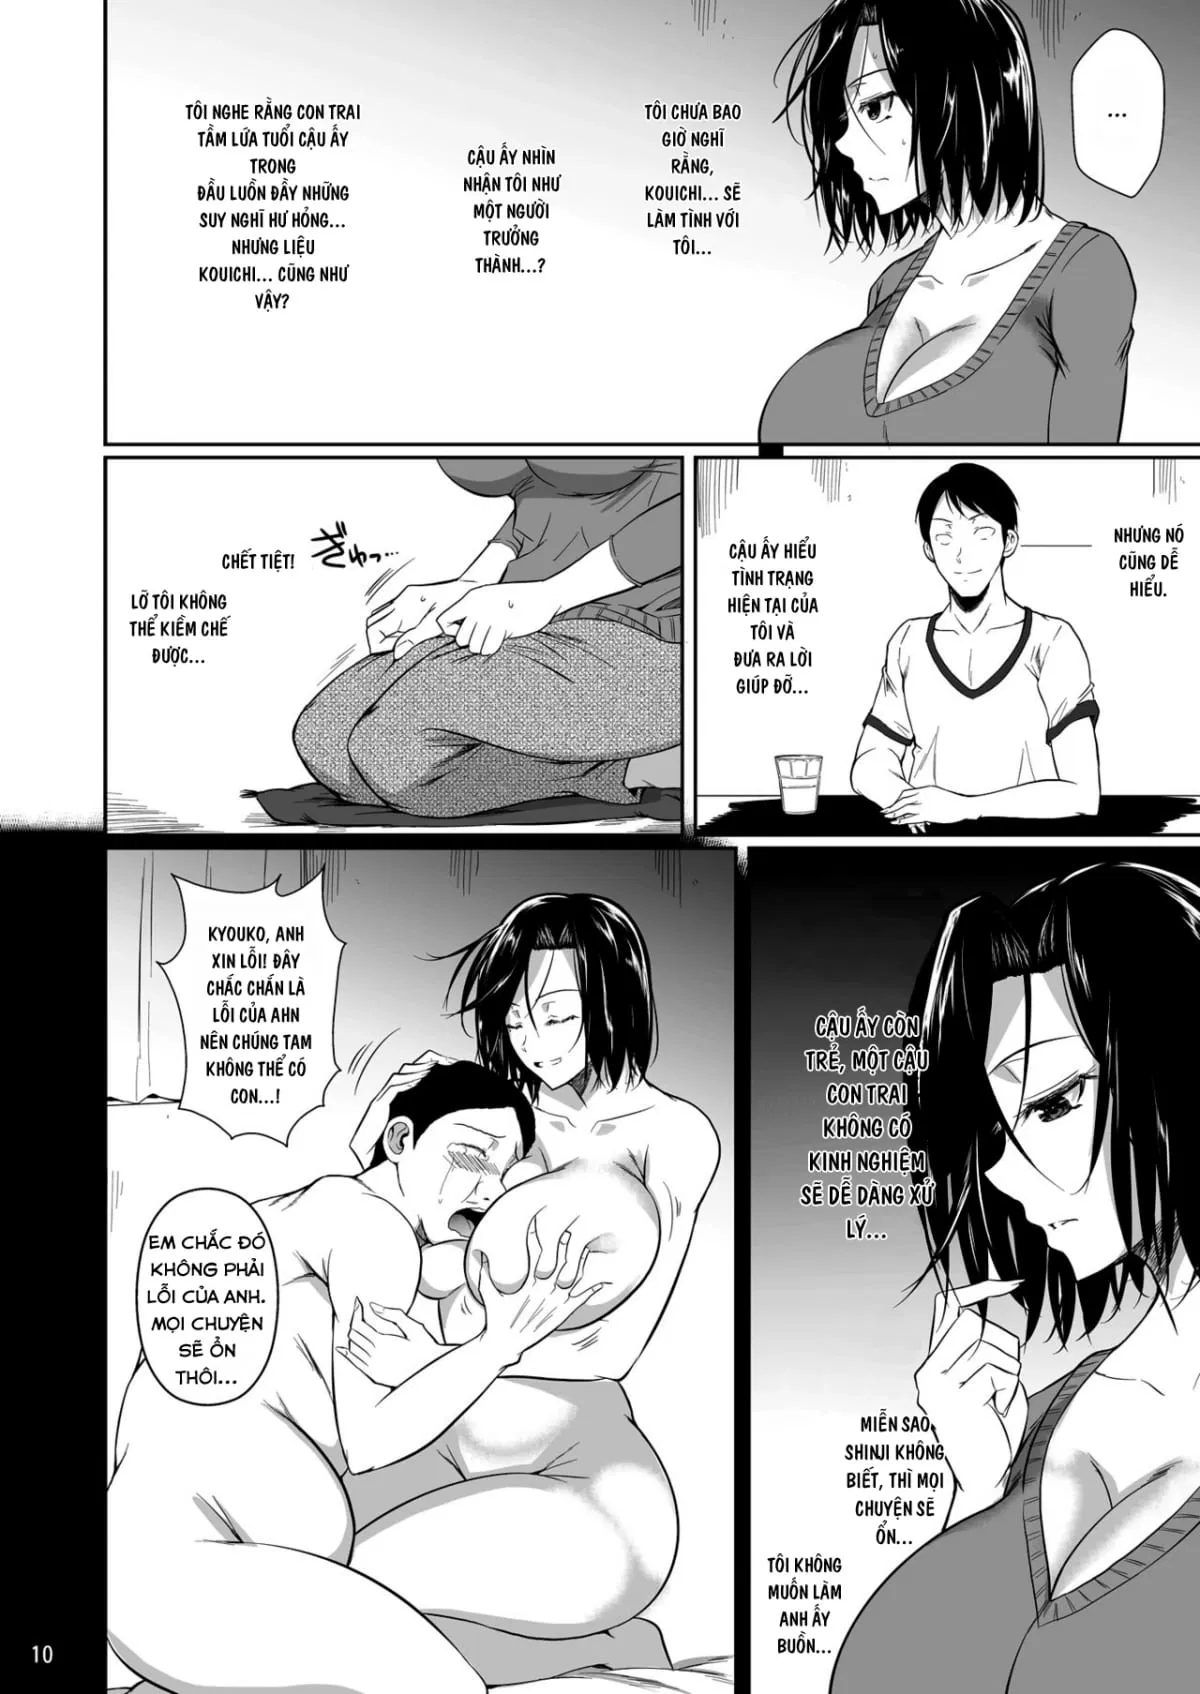 ...
TÔI CHƯA BAO
GIỜ NGHĨ
RẰNG,
KOUICHI... SẼ
LÀM TÌNH VỚI
TÔI...
CẬU ẤY NHÌN
NHẬN TÔI NHƯ
MỘT NGƯỜI
TRƯỞNG
THÀNH...?
TÔI NGHE RẰNG CON TRAI
TẦM LỨA TUỔI CẬU ẤY
TRONG
ĐẦU LUỒN ĐẦY NHỮNG
SUY NGHĨ HƯ HỎNG...
NHƯNG LIỆU
KOUICHI... CŨNG NHƯ
VẬY?
NHƯNG NÓ
CŨNG DỄ
HIỂU.
CẬU ẤY HIỂU
TÌNH TRẠNG
HIỆN TẠI CỦA
TÔI VÀ
ĐƯA RA LỜI
GIÚP ĐỠ...
ぎゅっ...
CHẾT TIỆT!
LỠ TÔI KHÔNG
THỂ KIỀM CHẾ
ĐƯỢC...
CẬU ẤY CÒN
TRẺ, MỘT CẬU
CON TRAI
KHÔNG CÓ
KINH NGHIỆM
SẼ DỄ DÀNG XỬ
LÝ...
MIỄN SAO
SHINJI KHÔNG
BIẾT, THÌ MỌI
CHUYỆN SẼ
ỔN...
TÔI KHÔNG
MUỐN LÀM
ANH ẤY
BUỒN...
KYOUKO, ANH
XIN LỖI! ĐÂY
CHẮC CHẮN LÀ
LỖI CỦA AHN
NÊN CHÚNG TAM
KHÔNG THỂ CÓ
CON...!
EM CHẮC ĐÓ
KHÔNG PHẢI
LỖI CỦA ANH.
MỌI CHUYỆN
SẼ ỔN
THÔI...
10